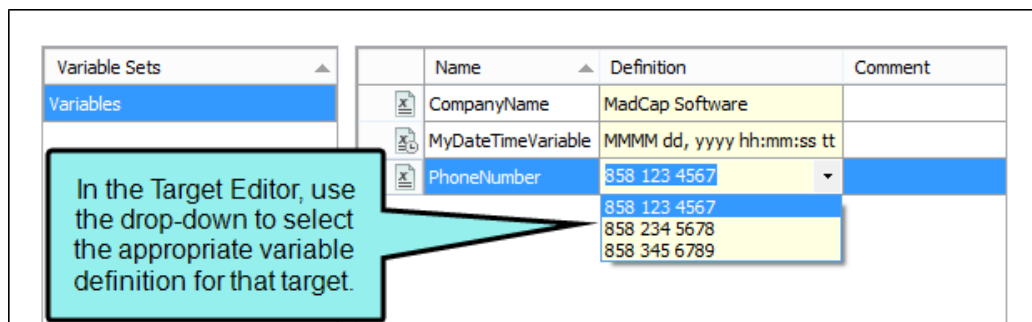 Variable Sets
Name Definition Comment
Variables
CompanyName MadCap Software
MyDateTimeVariable MMMM dd, yyyy hh:mm:ss tt
PhoneNumber 858 123 4567
858 123 4567
858 234 5678
858 345 6789
In the Target Editor, use
the drop-down to select
the appropriate variable
definition for that target.